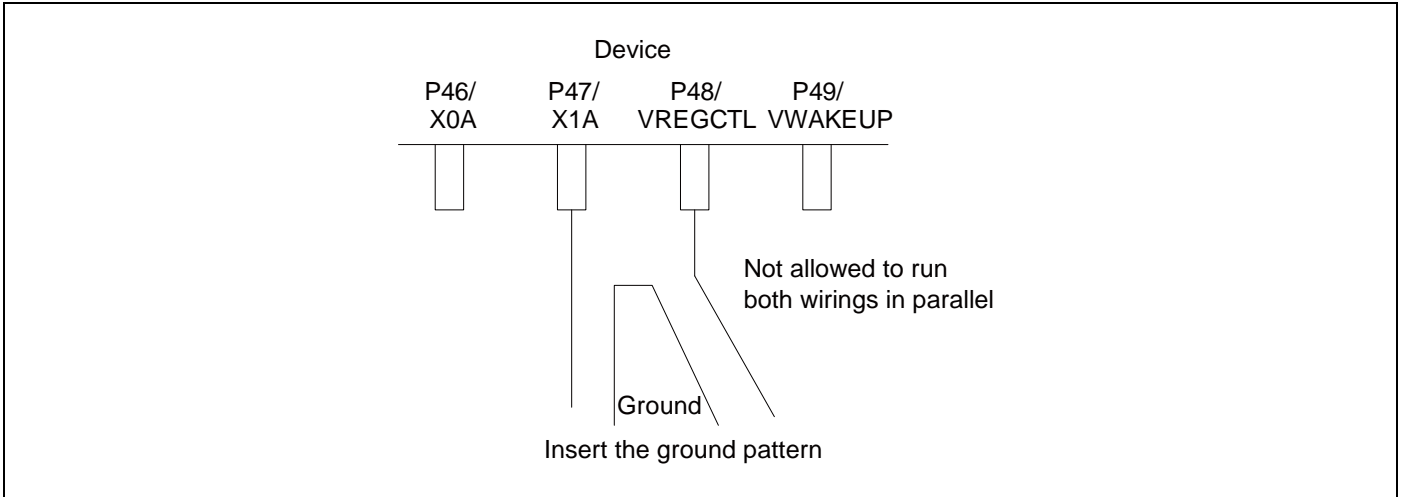 Device
P46/ P47/ P48/ P49/
X0A X1A VREGCTL VWAKEUP
Not allowed to run
both wirings in parallel
Ground
Insert the ground pattern